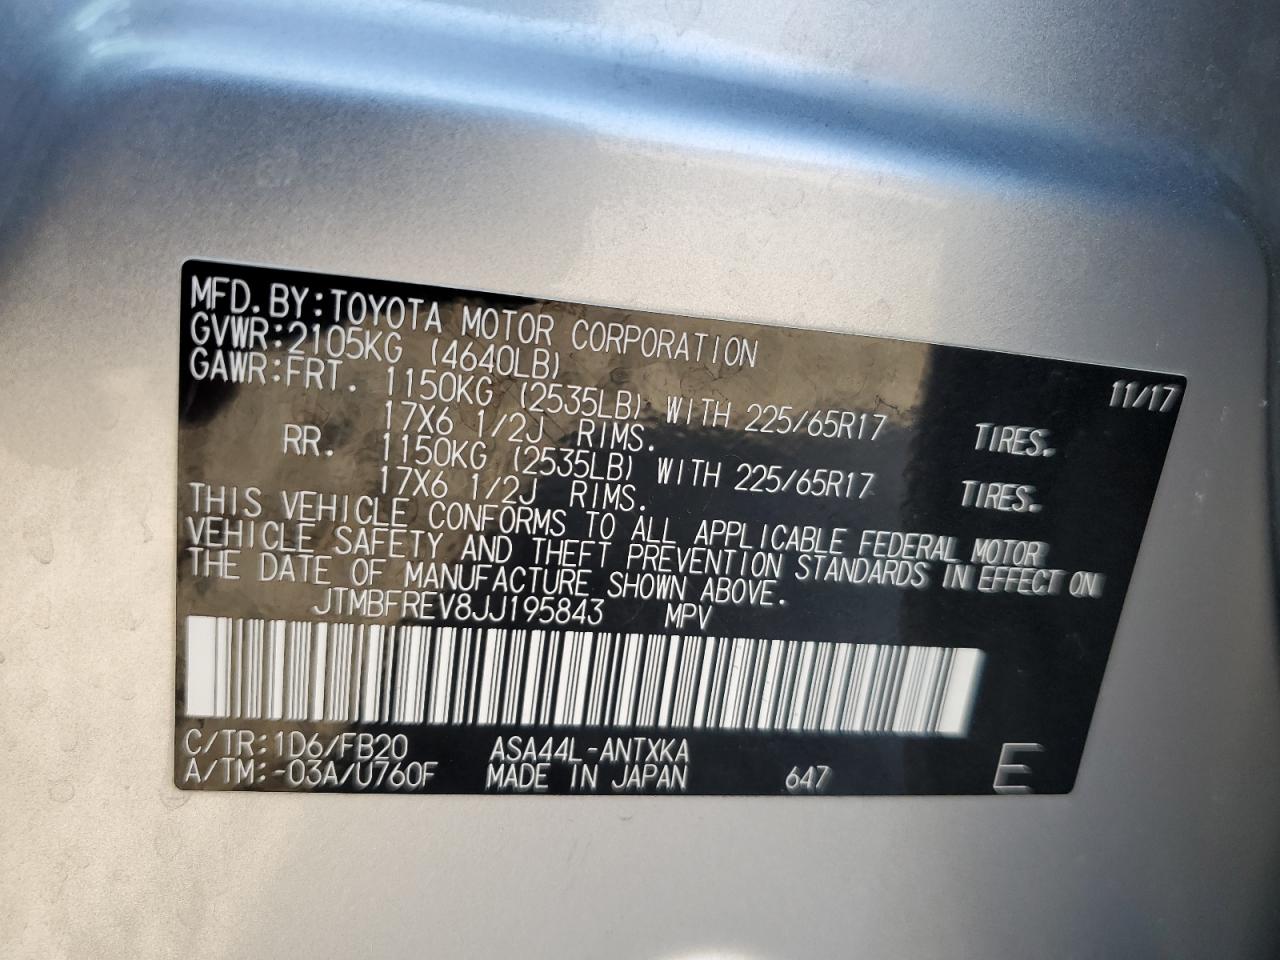 MFD.BY:TOYOTA MOTOR CORPORATION 11/17
GVWR:2105KG (4640LB)
GAWR:FRT. 1150KG (2535LB) WITH 225/65R17 TIRES.
17X6 1/2J RIMS.
RR. 1150KG (2535LB) WITH 225/65R17 TIRES.
17X6 1/2J RIMS.
THIS VEHICLE CONFORMS TO ALL APPLICABLE FEDERAL MOTOR
VEHICLE SAFETY AND THEFT PREVENTION STANDARDS IN EFFECT ON
THE DATE OF MANUFACTURE SHOWN ABOVE.
JTMBFREV8JJ195843 MPV
C/TR:1D6/FB20 ASA44L-ANTXKA
A/TM:-03A/U760F MADE IN JAPAN 647 E